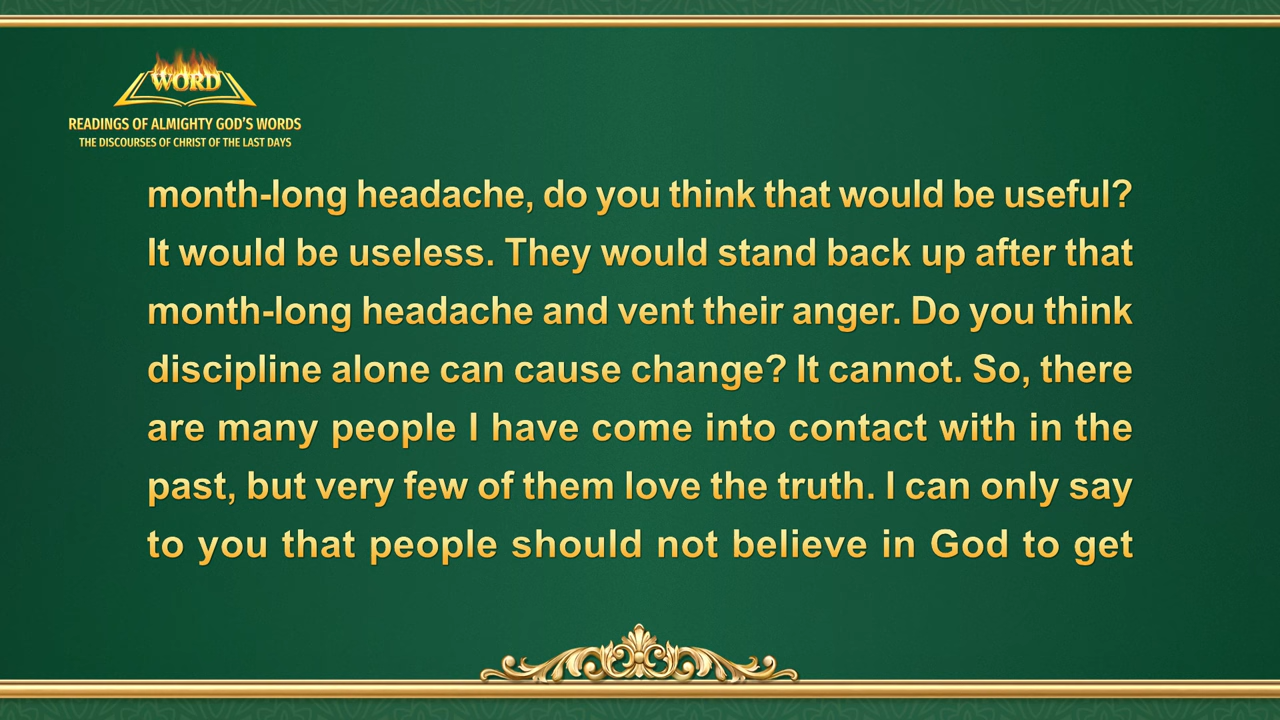 WORD
READINGS OF ALMIGHTY GOD'S WORDS
THE DISCOURSES OF CHRIST OF THE LAST DAYS
month-long headache, do you think that would be useful?
It would be useless. They would stand back up after that
month-long headache and vent their anger. Do you think
discipline alone can cause change? It cannot. So, there
are many people I have come into contact with in the
past, but very few of them love the truth. I can only say
to you that people should not believe in God to get